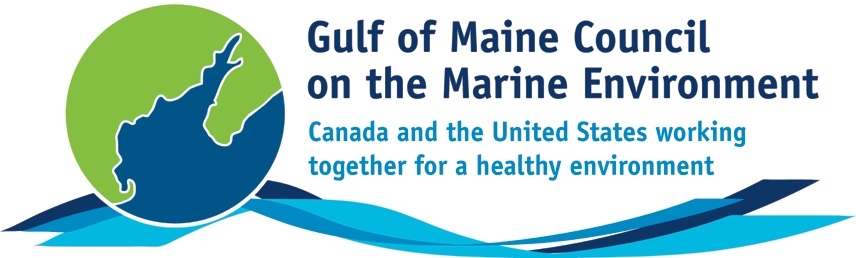 Gulf of Maine Council
on the Marine Environment
Canada and the United States working
together for a healthy environment